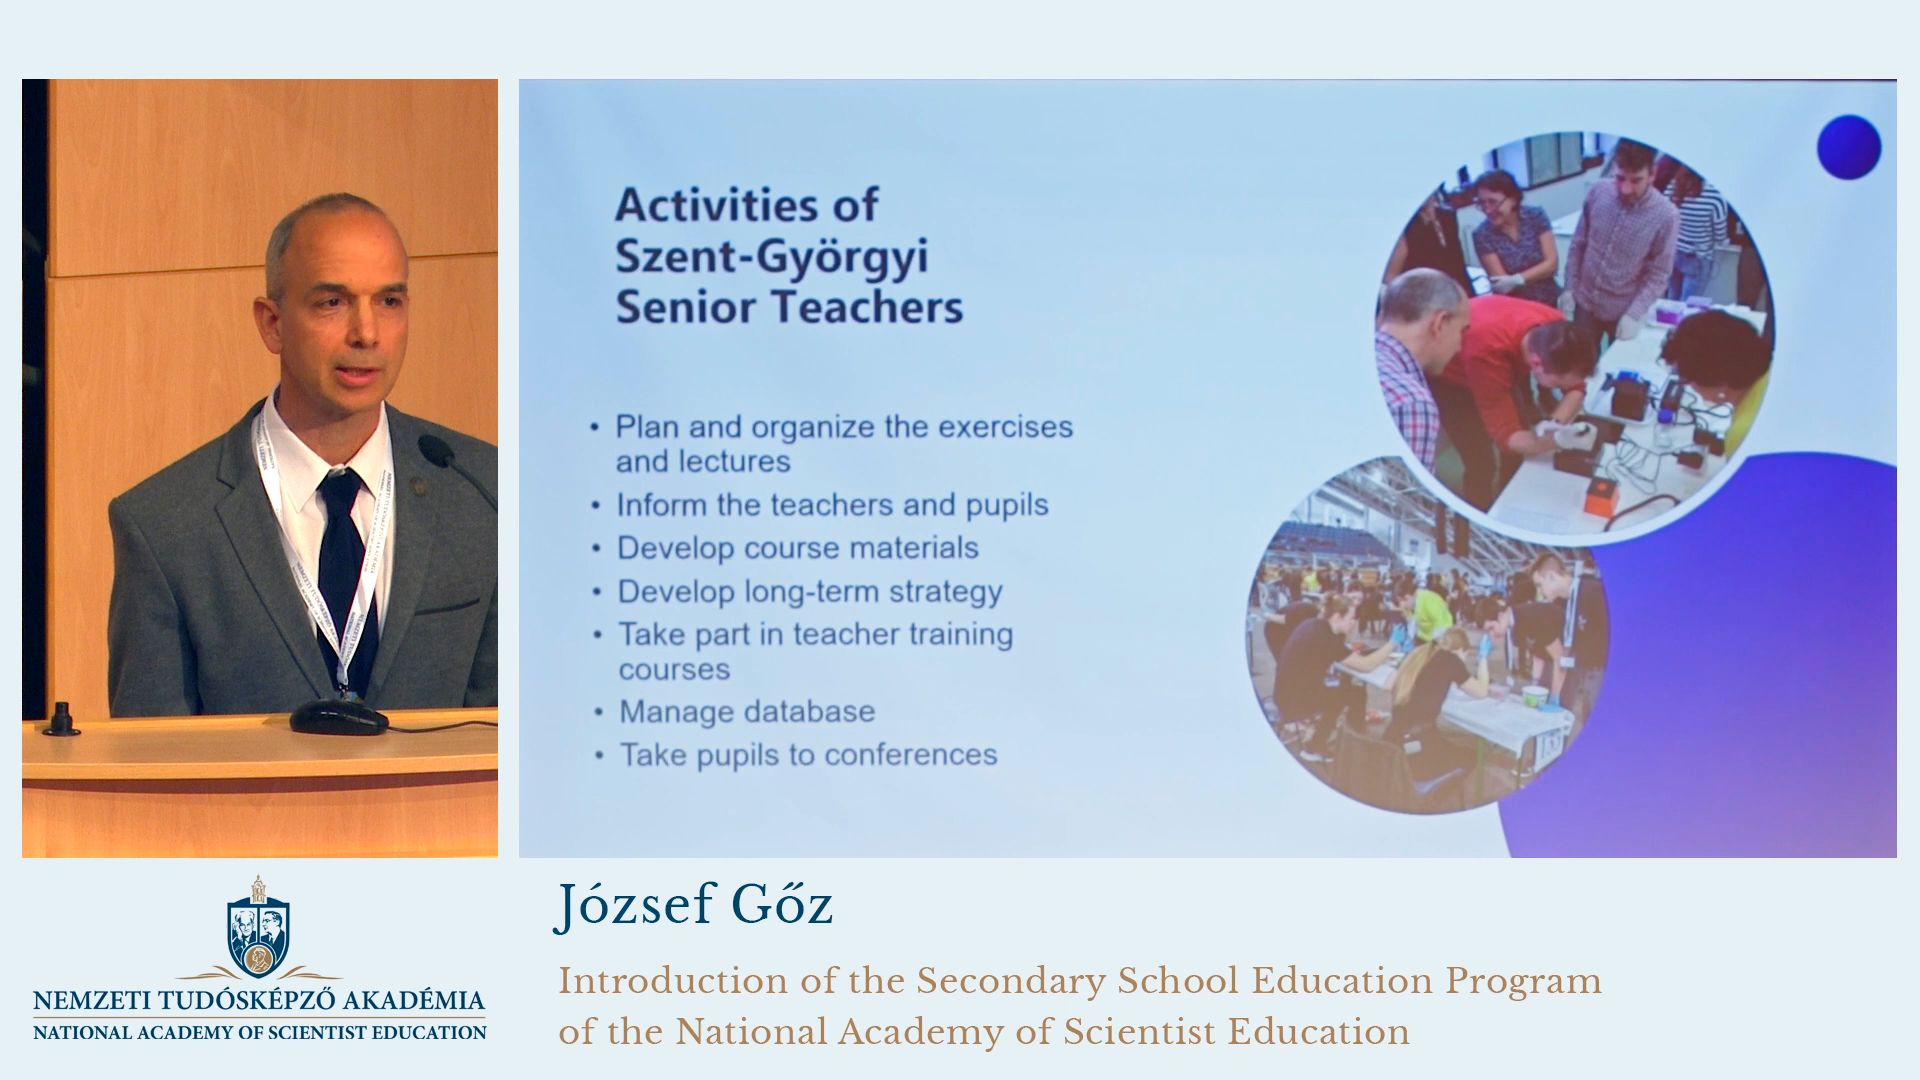 Activities of
Szent-Györgyi
Senior Teachers
• Plan and organize the exercises
and lectures
• Inform the teachers and pupils
• Develop course materials
• Develop long-term strategy
• Take part in teacher training
courses
• Manage database
• Take pupils to conferences
József Gőz
Introduction of the Secondary School Education Program
of the National Academy of Scientist Education
NEMZETI TUDÓSKÉPZŐ AKADÉMIA
NATIONAL ACADEMY OF SCIENTIST EDUCATION